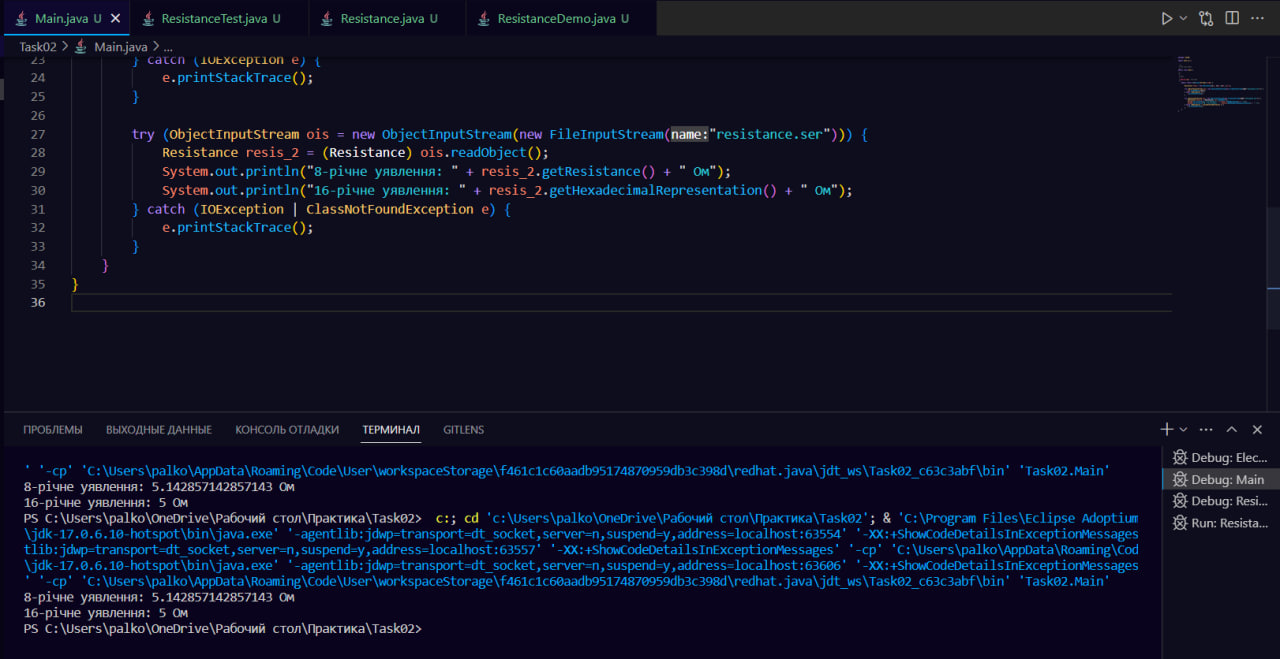 Main.java U
ResistanceTest.java U
Resistance.java U
ResistanceDemo.java U
Task02 > Main.java > ...
23 } catch (IOException e) {
24 e.printStackTrace();
25 }
26
27 try (ObjectInputStream ois = new ObjectInputStream(new FileInputStream(name:"resistance.ser"))) {
28 Resistance resis_2 = (Resistance) ois.readObject();
29 System.out.println("8-річне уявлення: " + resis_2.getResistance() + " Ом");
30 System.out.println("16-річне уявлення: " + resis_2.getHexadecimalRepresentation() + " Ом");
31 } catch (IOException | ClassNotFoundException e) {
32 e.printStackTrace();
33 }
34 }
35 }
36
ПРОБЛЕМЫ ВЫХОДНЫЕ ДАННЫЕ КОНСОЛЬ ОТЛАДКИ ТЕРМИНАЛ GITLENS
' '-cp' 'C:\Users\palko\AppData\Roaming\Code\User\workspaceStorage\f461c1c60aadb95174870959db3c398d\redhat.java\jdt_ws\Task02_c63c3abf\bin' 'Task02.Main'
8-річне уявлення: 5.142857142857143 Ом
16-річне уявлення: 5 Ом
PS C:\Users\palko\OneDrive\Рабочий стол\Практика\Task02> c:; cd 'c:\Users\palko\OneDrive\Рабочий стол\Практика\Task02'; & 'C:\Program Files\Eclipse Adoptium
\jdk-17.0.6.10-hotspot\bin\java.exe' '-agentlib:jdwp=transport=dt_socket,server=n,suspend=y,address=localhost:63554' '-XX:+ShowCodeDetailsInExceptionMessages
tlib:jdwp=transport=dt_socket,server=n,suspend=y,address=localhost:63557' '-XX:+ShowCodeDetailsInExceptionMessages' '-cp' 'C:\Users\palko\AppData\Roaming\Cod
\jdk-17.0.6.10-hotspot\bin\java.exe' '-agentlib:jdwp=transport=dt_socket,server=n,suspend=y,address=localhost:63606' '-XX:+ShowCodeDetailsInExceptionMessages
' '-cp' 'C:\Users\palko\AppData\Roaming\Code\User\workspaceStorage\f461c1c60aadb95174870959db3c398d\redhat.java\jdt_ws\Task02_c63c3abf\bin' 'Task02.Main'
8-річне уявлення: 5.142857142857143 Ом
16-річне уявлення: 5 Ом
PS C:\Users\palko\OneDrive\Рабочий стол\Практика\Task02>
Debug: Elec...
Debug: Main
Debug: Resi...
Run: Resista...